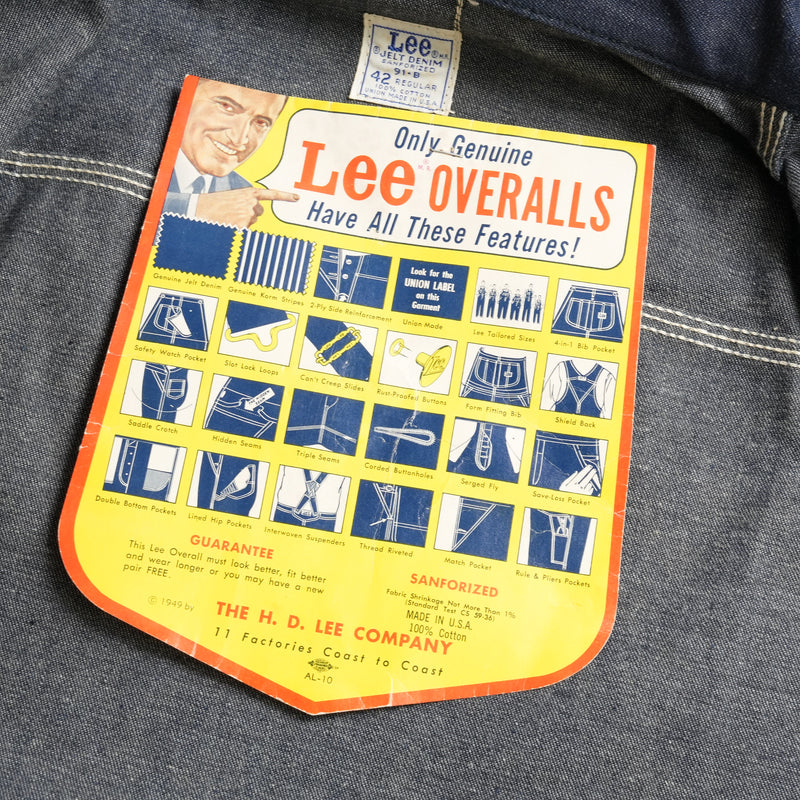 Lee ® M.R.
® JELT DENIM
SANFORIZED
91-B
42 REGULAR
100% COTTON
UNION MADE IN U.S.A.
Only Genuine
Lee ® M.R. OVERALLS
Have All These Features!
Genuine Jelt Denim
Genuine Korm Stripes
2-Ply Side Reinforcement
Look for the
UNION LABEL
on this
Garment
Union Made
Lee Tailored Sizes
4-in-1 Bib Pocket
Safety Watch Pocket
Slot Lock Loops
Can't Creep Slides
Rust-Proofed Buttons
Form Fitting Bib
Shield Back
Saddle Crotch
Hidden Seams
Triple Seams
Corded Buttonholes
Serged Fly
Save-Loss Pocket
Double Bottom Pockets
Lined Hip Pockets
Interwoven Suspenders
Thread Riveted
Match Pocket
Rule & Pliers Pockets
GUARANTEE
This Lee Overall must look better, fit better
and wear longer or you may have a new
pair FREE.
SANFORIZED
Fabric Shrinkage Not More Than 1%
(Standard Test CS 59-36)
MADE IN U.S.A.
100% Cotton
© 1949 by
THE H. D. LEE COMPANY
11 Factories Coast to Coast
AL-10